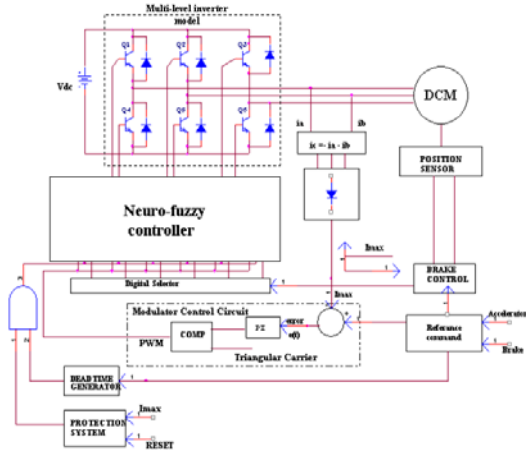 Multi-level inverter
model
Q1
Q2
Q3
Vdc
Q4
DCM
ia
ib
ic =- ia - ib
POSITION
SENSOR
Neuro-fuzzy
controller
Imax
BRAKE
CONTROL
Digital Selector
Imax
Modulator Control Circuit
error
e(t)
COMP
PI
PWM
Triangular Carrier
Reference
command
Accelerator
Brake
DEAD TIME
GENERATOR
Imax
PROTECTION
SYSTEM
RESET